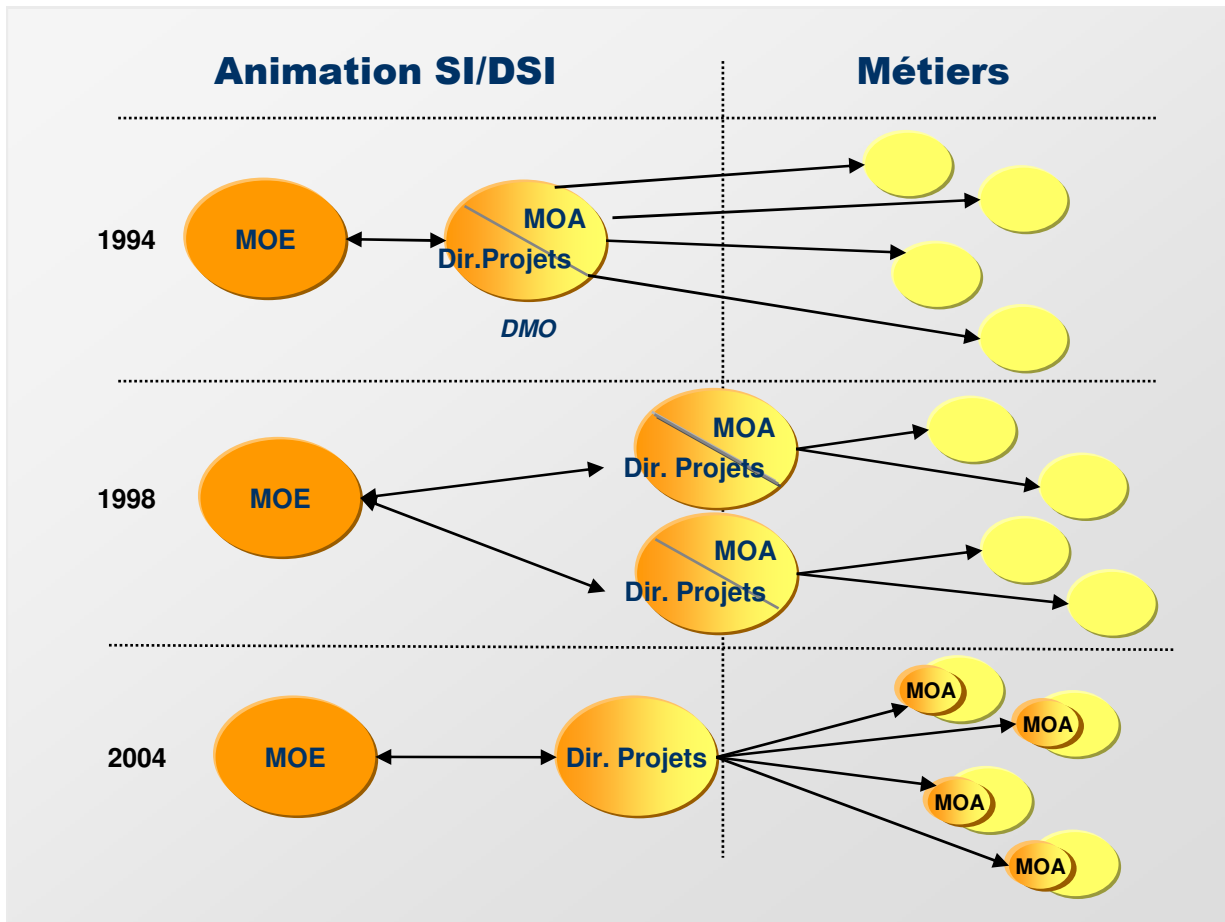 Animation SI/DSI
Métiers
1994
MOE
MOA
Dir.Projets
DMO
1998
MOE
MOA
Dir. Projets
MOA
Dir. Projets
2004
MOE
Dir. Projets
MOA
MOA
MOA
MOA